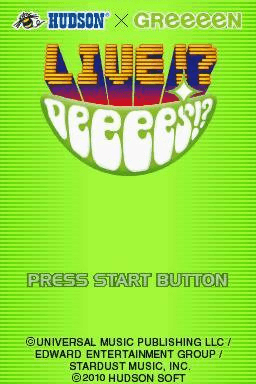 HUDSON® × GReeeeN
LIVE!?
Deeeees!?
PRESS START BUTTON
©UNIVERSAL MUSIC PUBLISHING LLC /
EDWARD ENTERTAINMENT GROUP /
STARDUST MUSIC, INC.
©2010 HUDSON SOFT